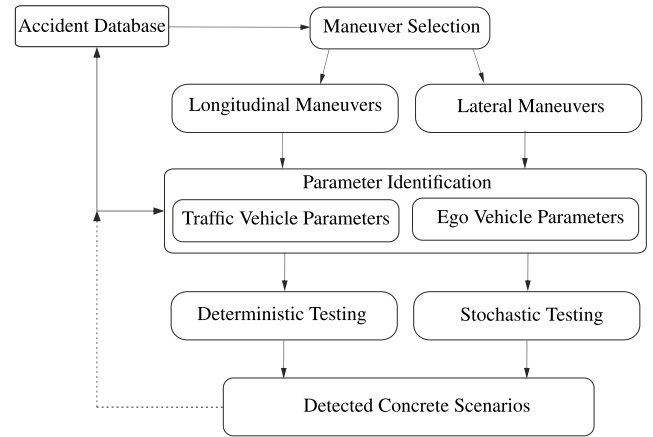 Accident Database
Maneuver Selection
Longitudinal Maneuvers
Lateral Maneuvers
Parameter Identification
Traffic Vehicle Parameters
Ego Vehicle Parameters
Deterministic Testing
Stochastic Testing
Detected Concrete Scenarios